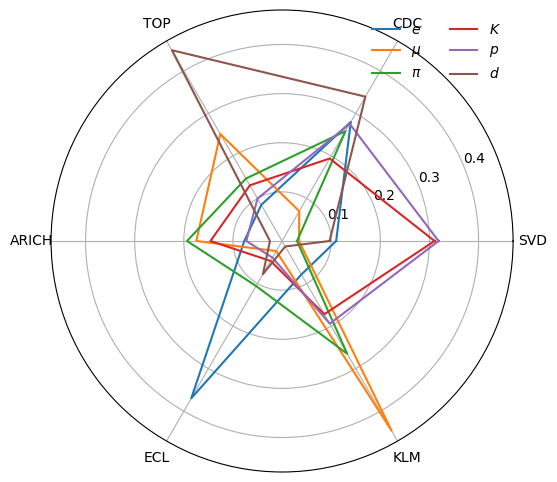 TOP CDC
e K
μ p
π d
0.4
0.3
0.2
0.1
ARICH SVD
ECL KLM